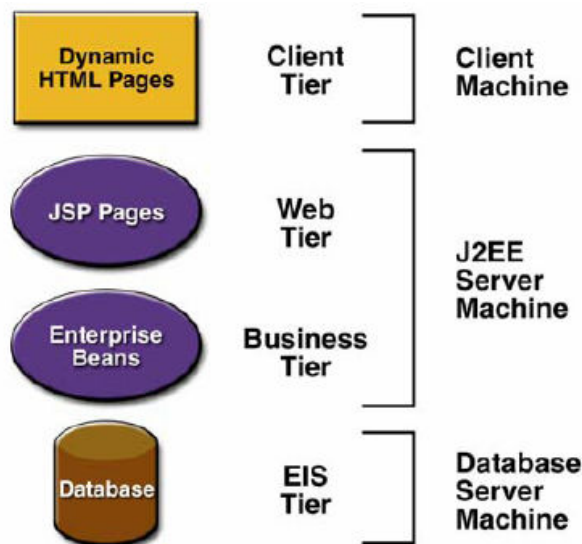 Dynamic
HTML Pages
Client
Tier
Client
Machine
JSP Pages
Web
Tier
J2EE
Server
Machine
Enterprise
Beans
Business
Tier
Database
EIS
Tier
Database
Server
Machine